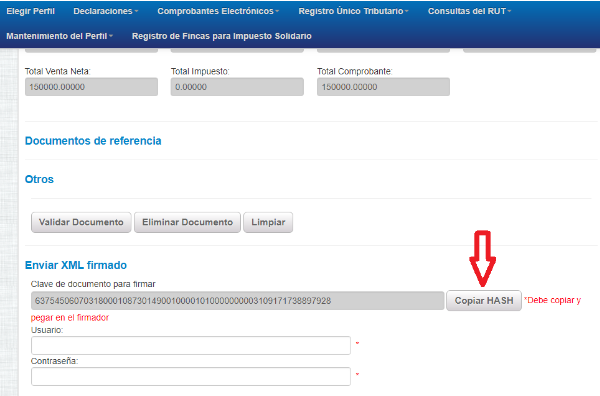 Elegir Perfil Declaraciones Comprobantes Electrónicos Registro Único Tributario Consultas del RUT
Mantenimiento del Perfil Registro de Fincas para Impuesto Solidario
Total Venta Neta: Total Impuesto: Total Comprobante:
150000.00000 0.00000 150000.00000
Documentos de referencia
Otros
Validar Documento Eliminar Documento Limpiar
Enviar XML firmado
Clave de documento para firmar
6375450607031800010873014900100001010000000003109171738897928 Copiar HASH *Debe copiar y
pegar en el firmador
Usuario:
*
Contraseña:
*